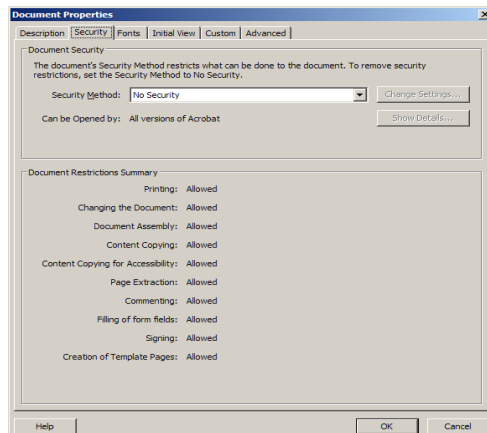 Document Properties
Description Security Fonts Initial View Custom Advanced
Document Security
The document's Security Method restricts what can be done to the document. To remove security
restrictions, set the Security Method to No Security.
Security Method: No Security Change Settings...
Can be Opened by: All versions of Acrobat Show Details...
Document Restrictions Summary
Printing: Allowed
Changing the Document: Allowed
Document Assembly: Allowed
Content Copying: Allowed
Content Copying for Accessibility: Allowed
Page Extraction: Allowed
Commenting: Allowed
Filling of form fields: Allowed
Signing: Allowed
Creation of Template Pages: Allowed
Help OK Cancel